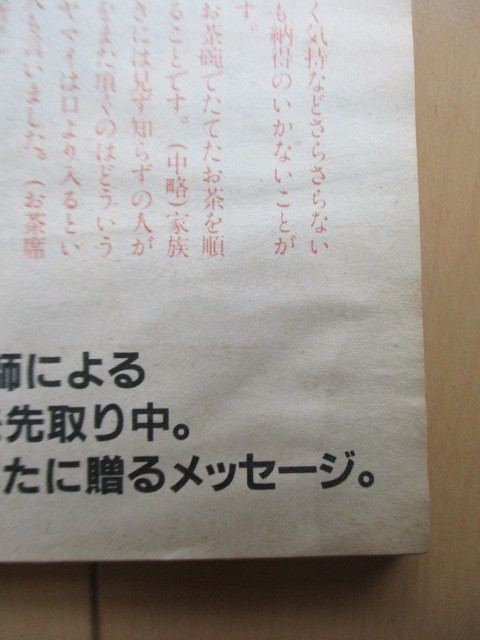 く気持などさらさらない
も納得のいかないことが
す。
お茶碗でたてたお茶を順
ることです。(中略)家族
きには見ず知らずの人が
をまた頂くのはどういう
ヤマイは口より入るとい
も言いました。(お茶席
師による
先取り中。
たに贈るメッセージ。